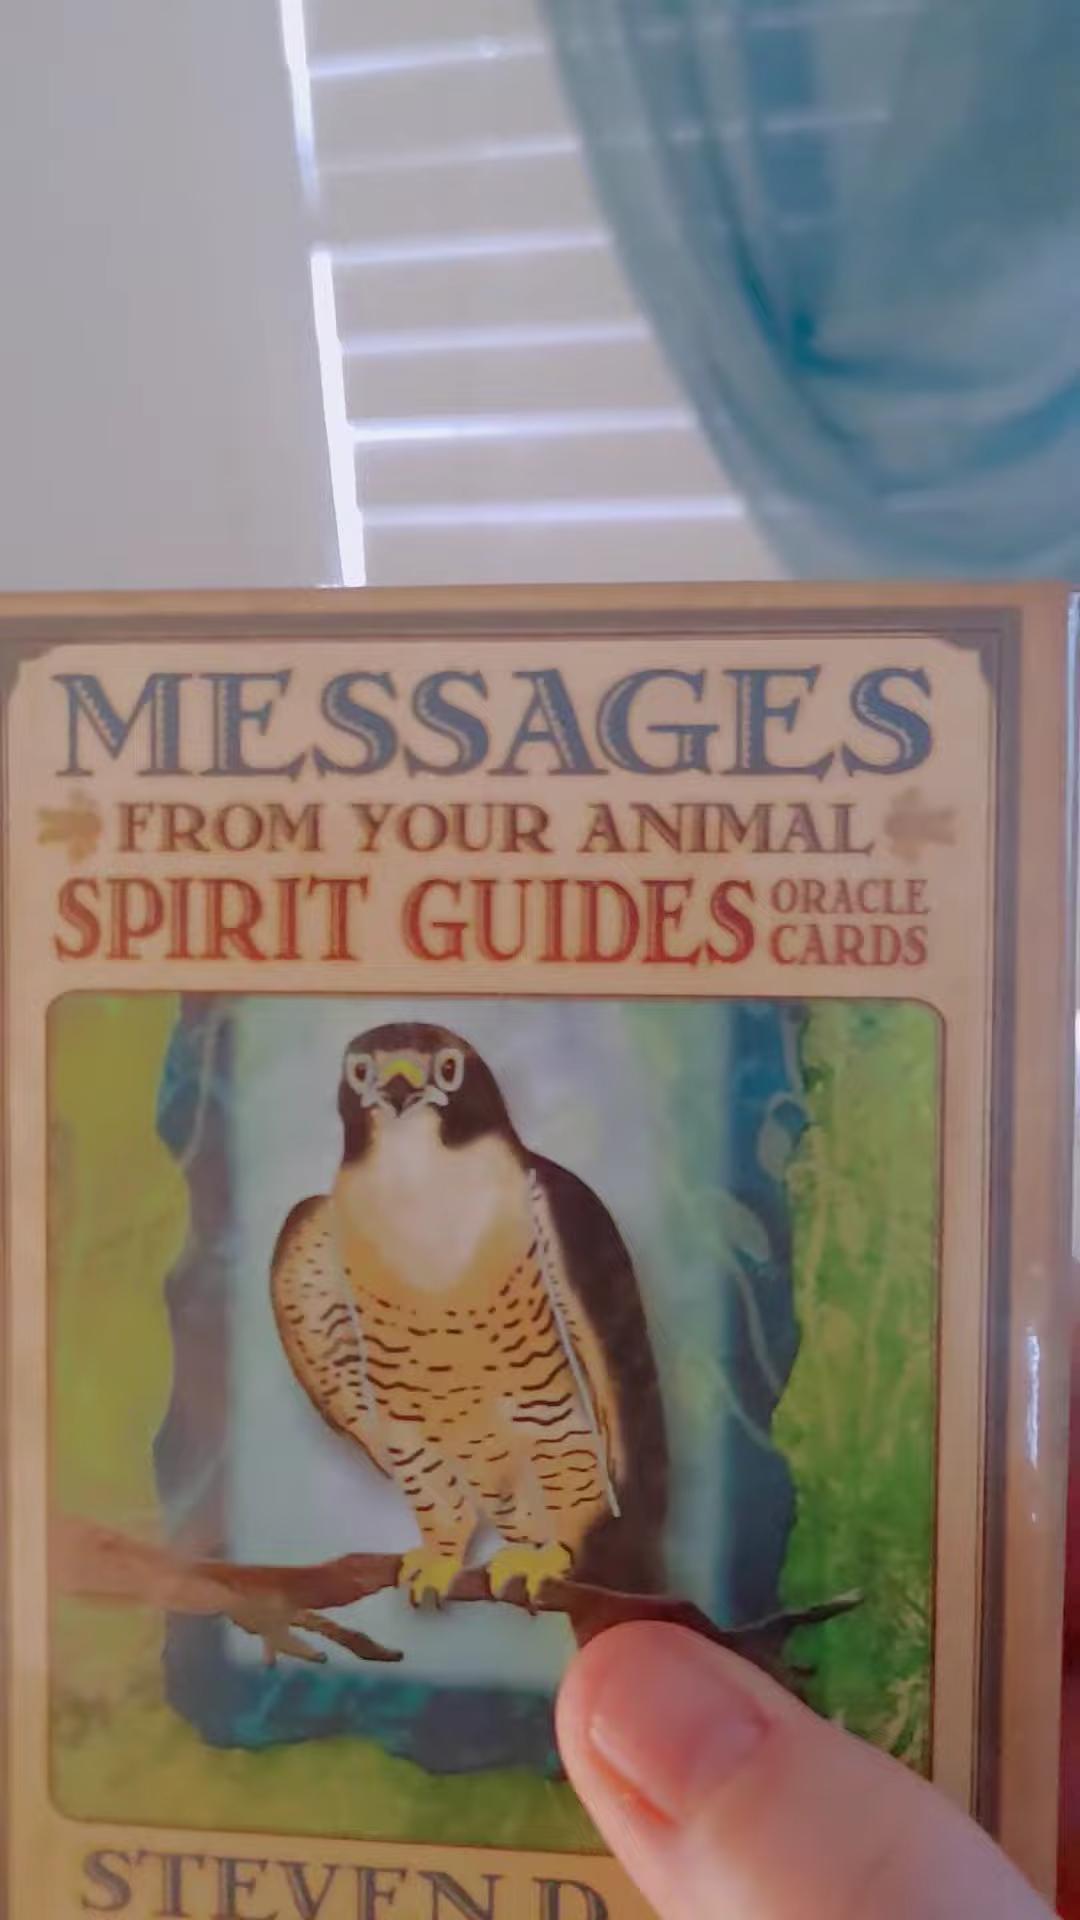 MESSAGES
FROM YOUR ANIMAL
SPIRIT GUIDES ORACLE
CARDS
STEVEN D